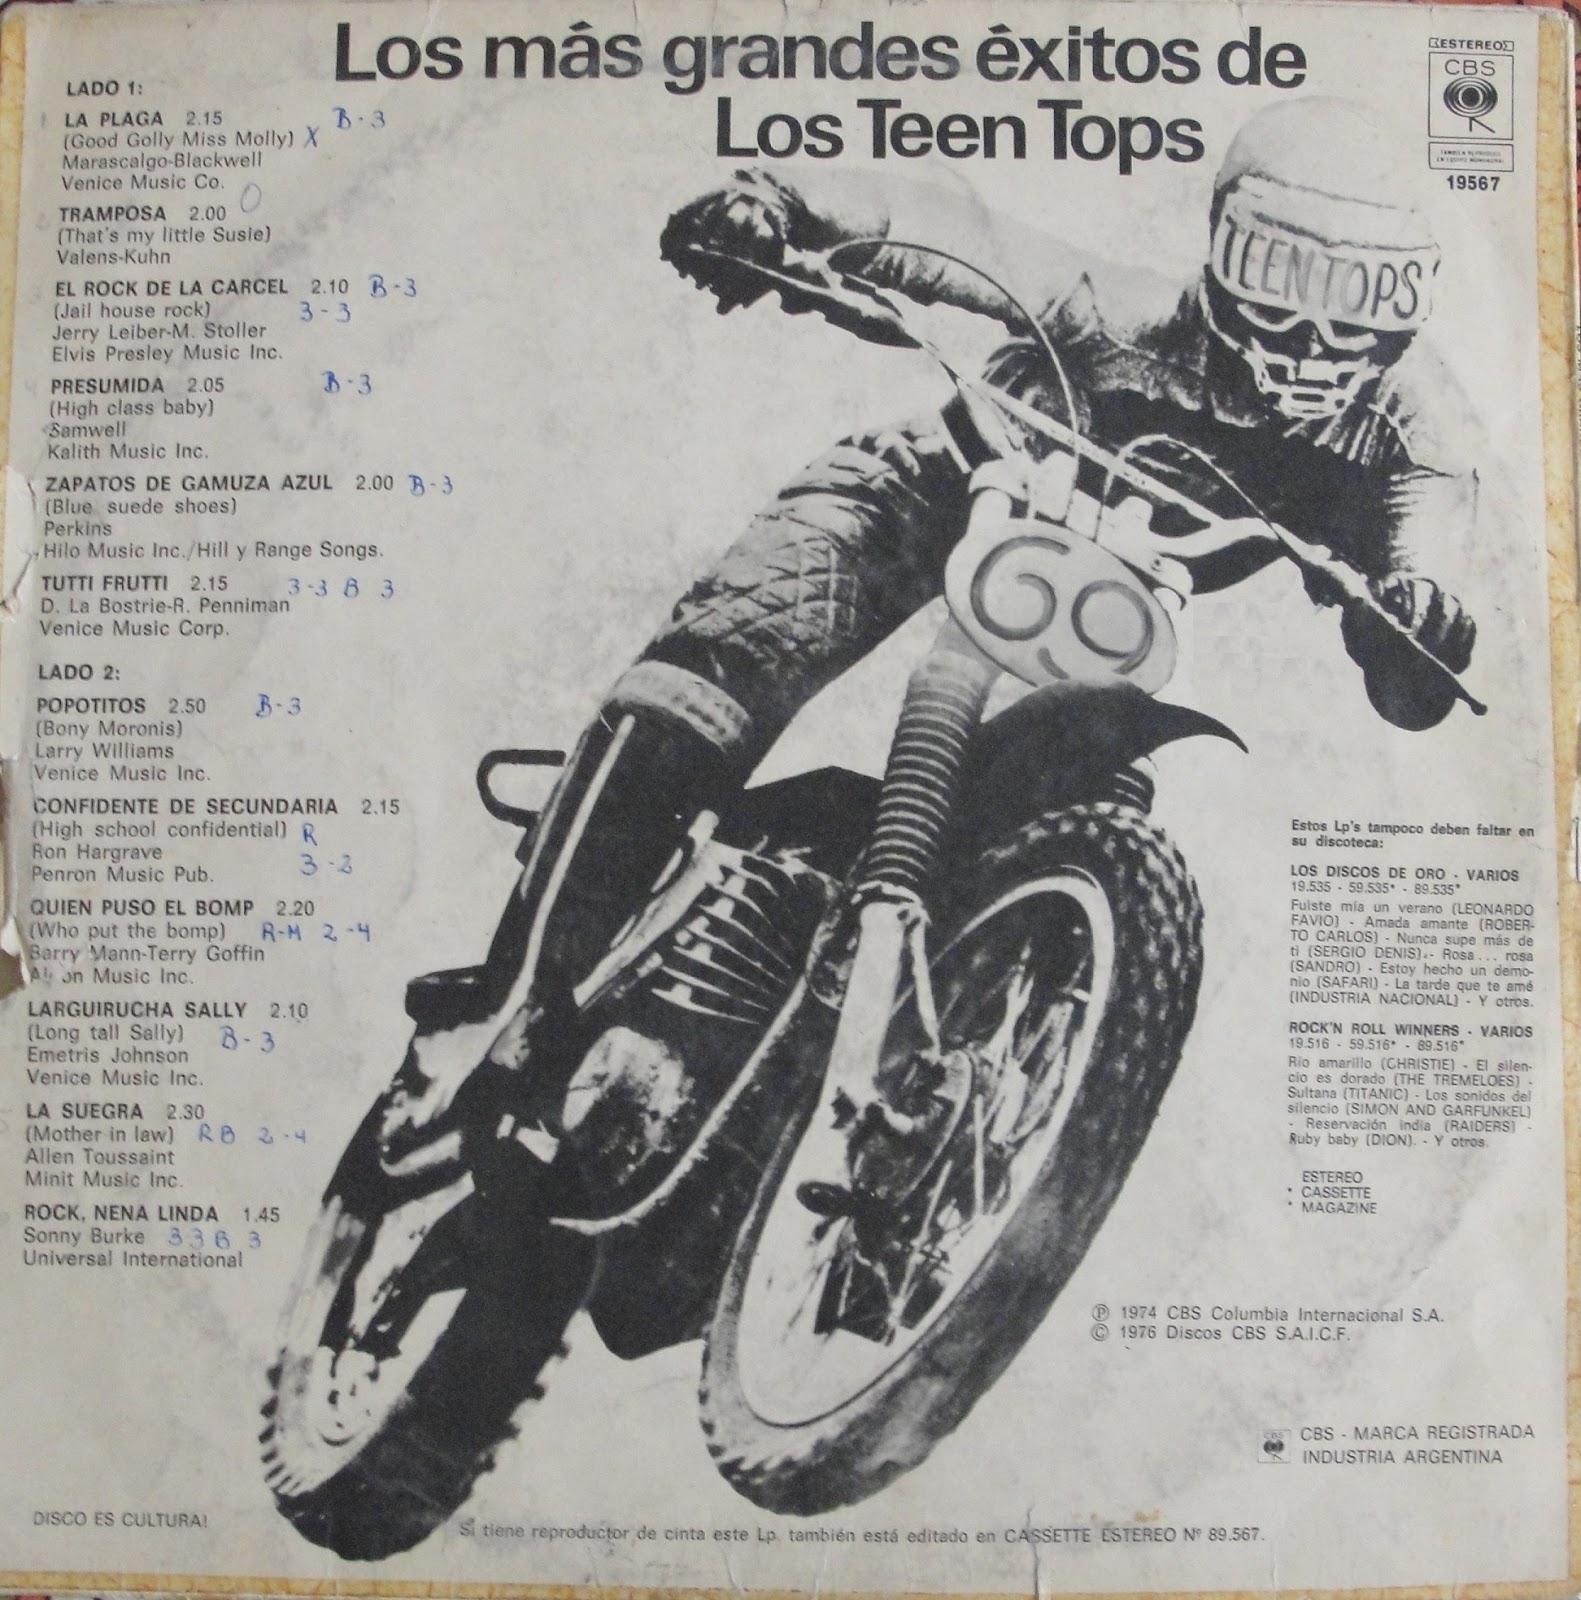 Los más grandes éxitos de
Los Teen Tops
ESTEREO
CBS
19567
LADO 1:
LA PLAGA 2.15 B-3
(Good Golly Miss Molly) X
Marascalgo-Blackwell
Venice Music Co.
TRAMPOSA 2.00 O
(That's my little Susie)
Valens-Kuhn
EL ROCK DE LA CARCEL 2.10 B-3
(Jail house rock) 3-3
Jerry Leiber-M. Stoller
Elvis Presley Music Inc.
PRESUMIDA 2.05 B-3
(High class baby)
Samwell
Kalith Music Inc.
ZAPATOS DE GAMUZA AZUL 2.00 B-3
(Blue suede shoes)
Perkins
Hilo Music Inc./Hill y Range Songs.
TUTTI FRUTTI 2.15 3-3 B 3
D. La Bostrie-R. Penniman
Venice Music Corp.
LADO 2:
POPOTITOS 2.50 B-3
(Bony Moronis)
Larry Williams
Venice Music Inc.
CONFIDENTE DE SECUNDARIA 2.15
(High school confidential) R
Ron Hargrave 3-2
Penron Music Pub.
QUIEN PUSO EL BOMP 2.20
(Who put the bomp) R-M 2-4
Barry Mann-Terry Goffin
Music Inc.
LARGUIRUCHA SALLY 2.10
(Long tall Sally) B-3
Emetris Johnson
Venice Music Inc.
LA SUEGRA 2.30
(Mother in law) RB 2-4
Allen Toussaint
Minit Music Inc.
ROCK, NENA LINDA 1.45
Sonny Burke 33B 3
Universal International
TEEN TOPS
69
Estos Lp's tampoco deben faltar en
su discoteca:
LOS DISCOS DE ORO - VARIOS
19.535 - 59.535* - 89.535*
Fuiste mía un verano (LEONARDO
FAVIO) - Amada amante (ROBER-
TO CARLOS) - Nunca supe más de
ti (SERGIO DENIS).- Rosa... rosa
(SANDRO) - Estoy hecho un demo-
nio (SAFARI) - La tarde que te amé
(INDUSTRIA NACIONAL) - Y otros.
ROCK'N ROLL WINNERS - VARIOS
19.516 - 59.516* - 89.516*
Río amarillo (CHRISTIE) - El silen-
cio es dorado (THE TREMELOES) -
Sultana (TITANIC) - Los sonidos del
silencio (SIMON AND GARFUNKEL)
- Reservación india (RAIDERS) -
Ruby baby (DION). - Y otros.
ESTEREO
* CASSETTE
* MAGAZINE
Ⓟ 1974 CBS Columbia Internacional S.A.
© 1976 Discos CBS S.A.I.C.F.
CBS
CBS - MARCA REGISTRADA
INDUSTRIA ARGENTINA
DISCO ES CULTURA!
Si tiene reproductor de cinta este Lp. también está editado en CASSETTE ESTEREO Nº 89.567.